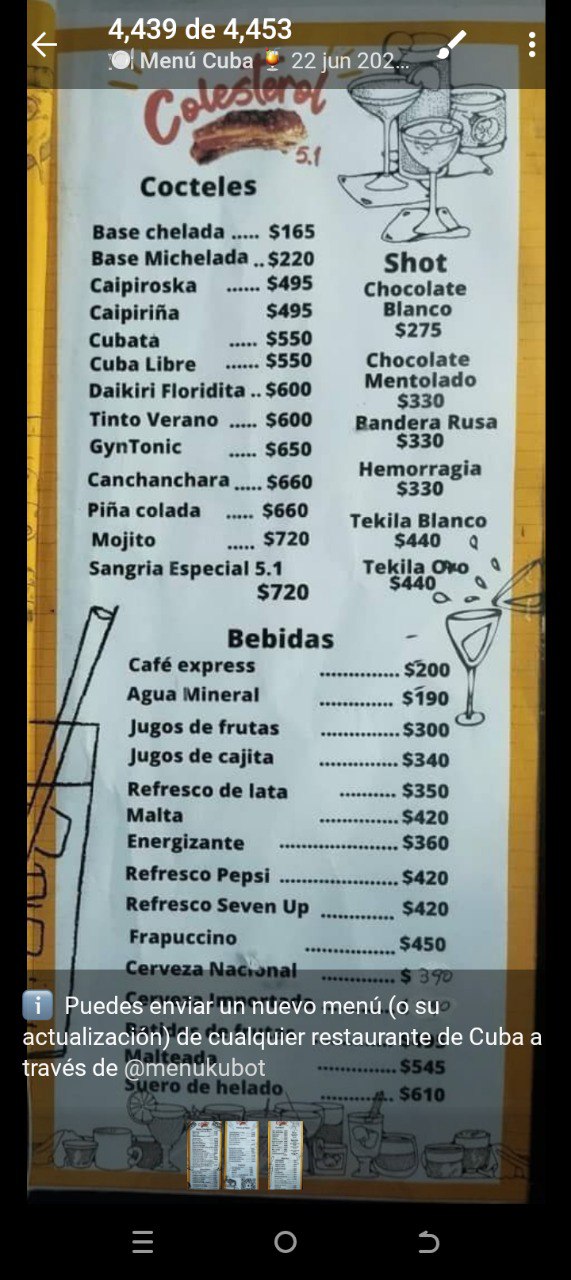 4,439 de 4,453
🍽 Menú Cuba 🍹 22 jun 202...
Colesterol
5.1
Cocteles
Base chelada ..... $165
Base Michelada .. $220
Caipiroska ...... $495
Caipiriña $495
Cubata ..... $550
Cuba Libre ...... $550
Daikiri Floridita .. $600
Tinto Verano ..... $600
GynTonic ..... $650
Canchanchara ..... $660
Piña colada ..... $660
Mojito ..... $720
Sangria Especial 5.1
$720
Shot
Chocolate
Blanco
$275
Chocolate
Mentolado
$330
Bandera Rusa
$330
Hemorragia
$330
Tekila Blanco
$440
Tekila Oro
$440
Bebidas
Café express .............. $200
Agua Mineral ............. $190
Jugos de frutas .............. $300
Jugos de cajita .............. $340
Refresco de lata .......... $350
Malta .............. $420
Energizante ..................... $360
Refresco Pepsi ..................... $420
Refresco Seven Up ............. $420
Frapuccino ................ $450
Cerveza Nacional ............. $ 390
Cerveza Importada
Batidos de frutas
Malteada .............. $545
Suero de helado ............. $610
ℹ️ Puedes enviar un nuevo menú (o su
actualización) de cualquier restaurante de Cuba a
través de @menukubot